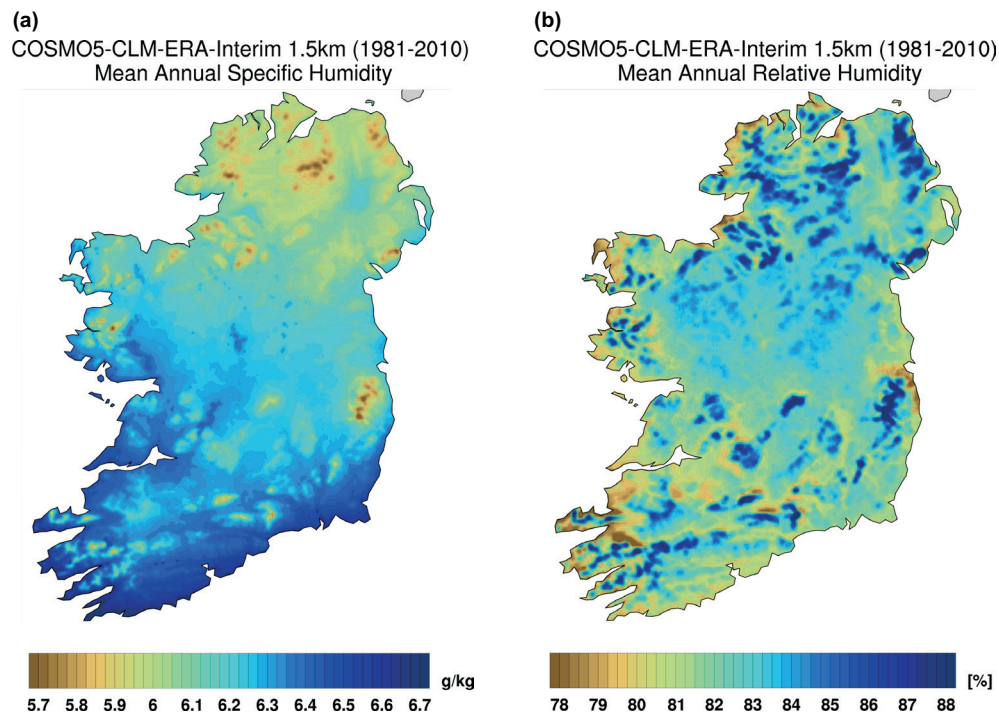 (a)
COSMO5-CLM-ERA-Interim 1.5km (1981-2010)
Mean Annual Specific Humidity
5.7 5.8 5.9 6 6.1 6.2 6.3 6.4 6.5 6.6 6.7
g/kg
(b)
COSMO5-CLM-ERA-Interim 1.5km (1981-2010)
Mean Annual Relative Humidity
78 79 80 81 82 83 84 85 86 87 88
[%]